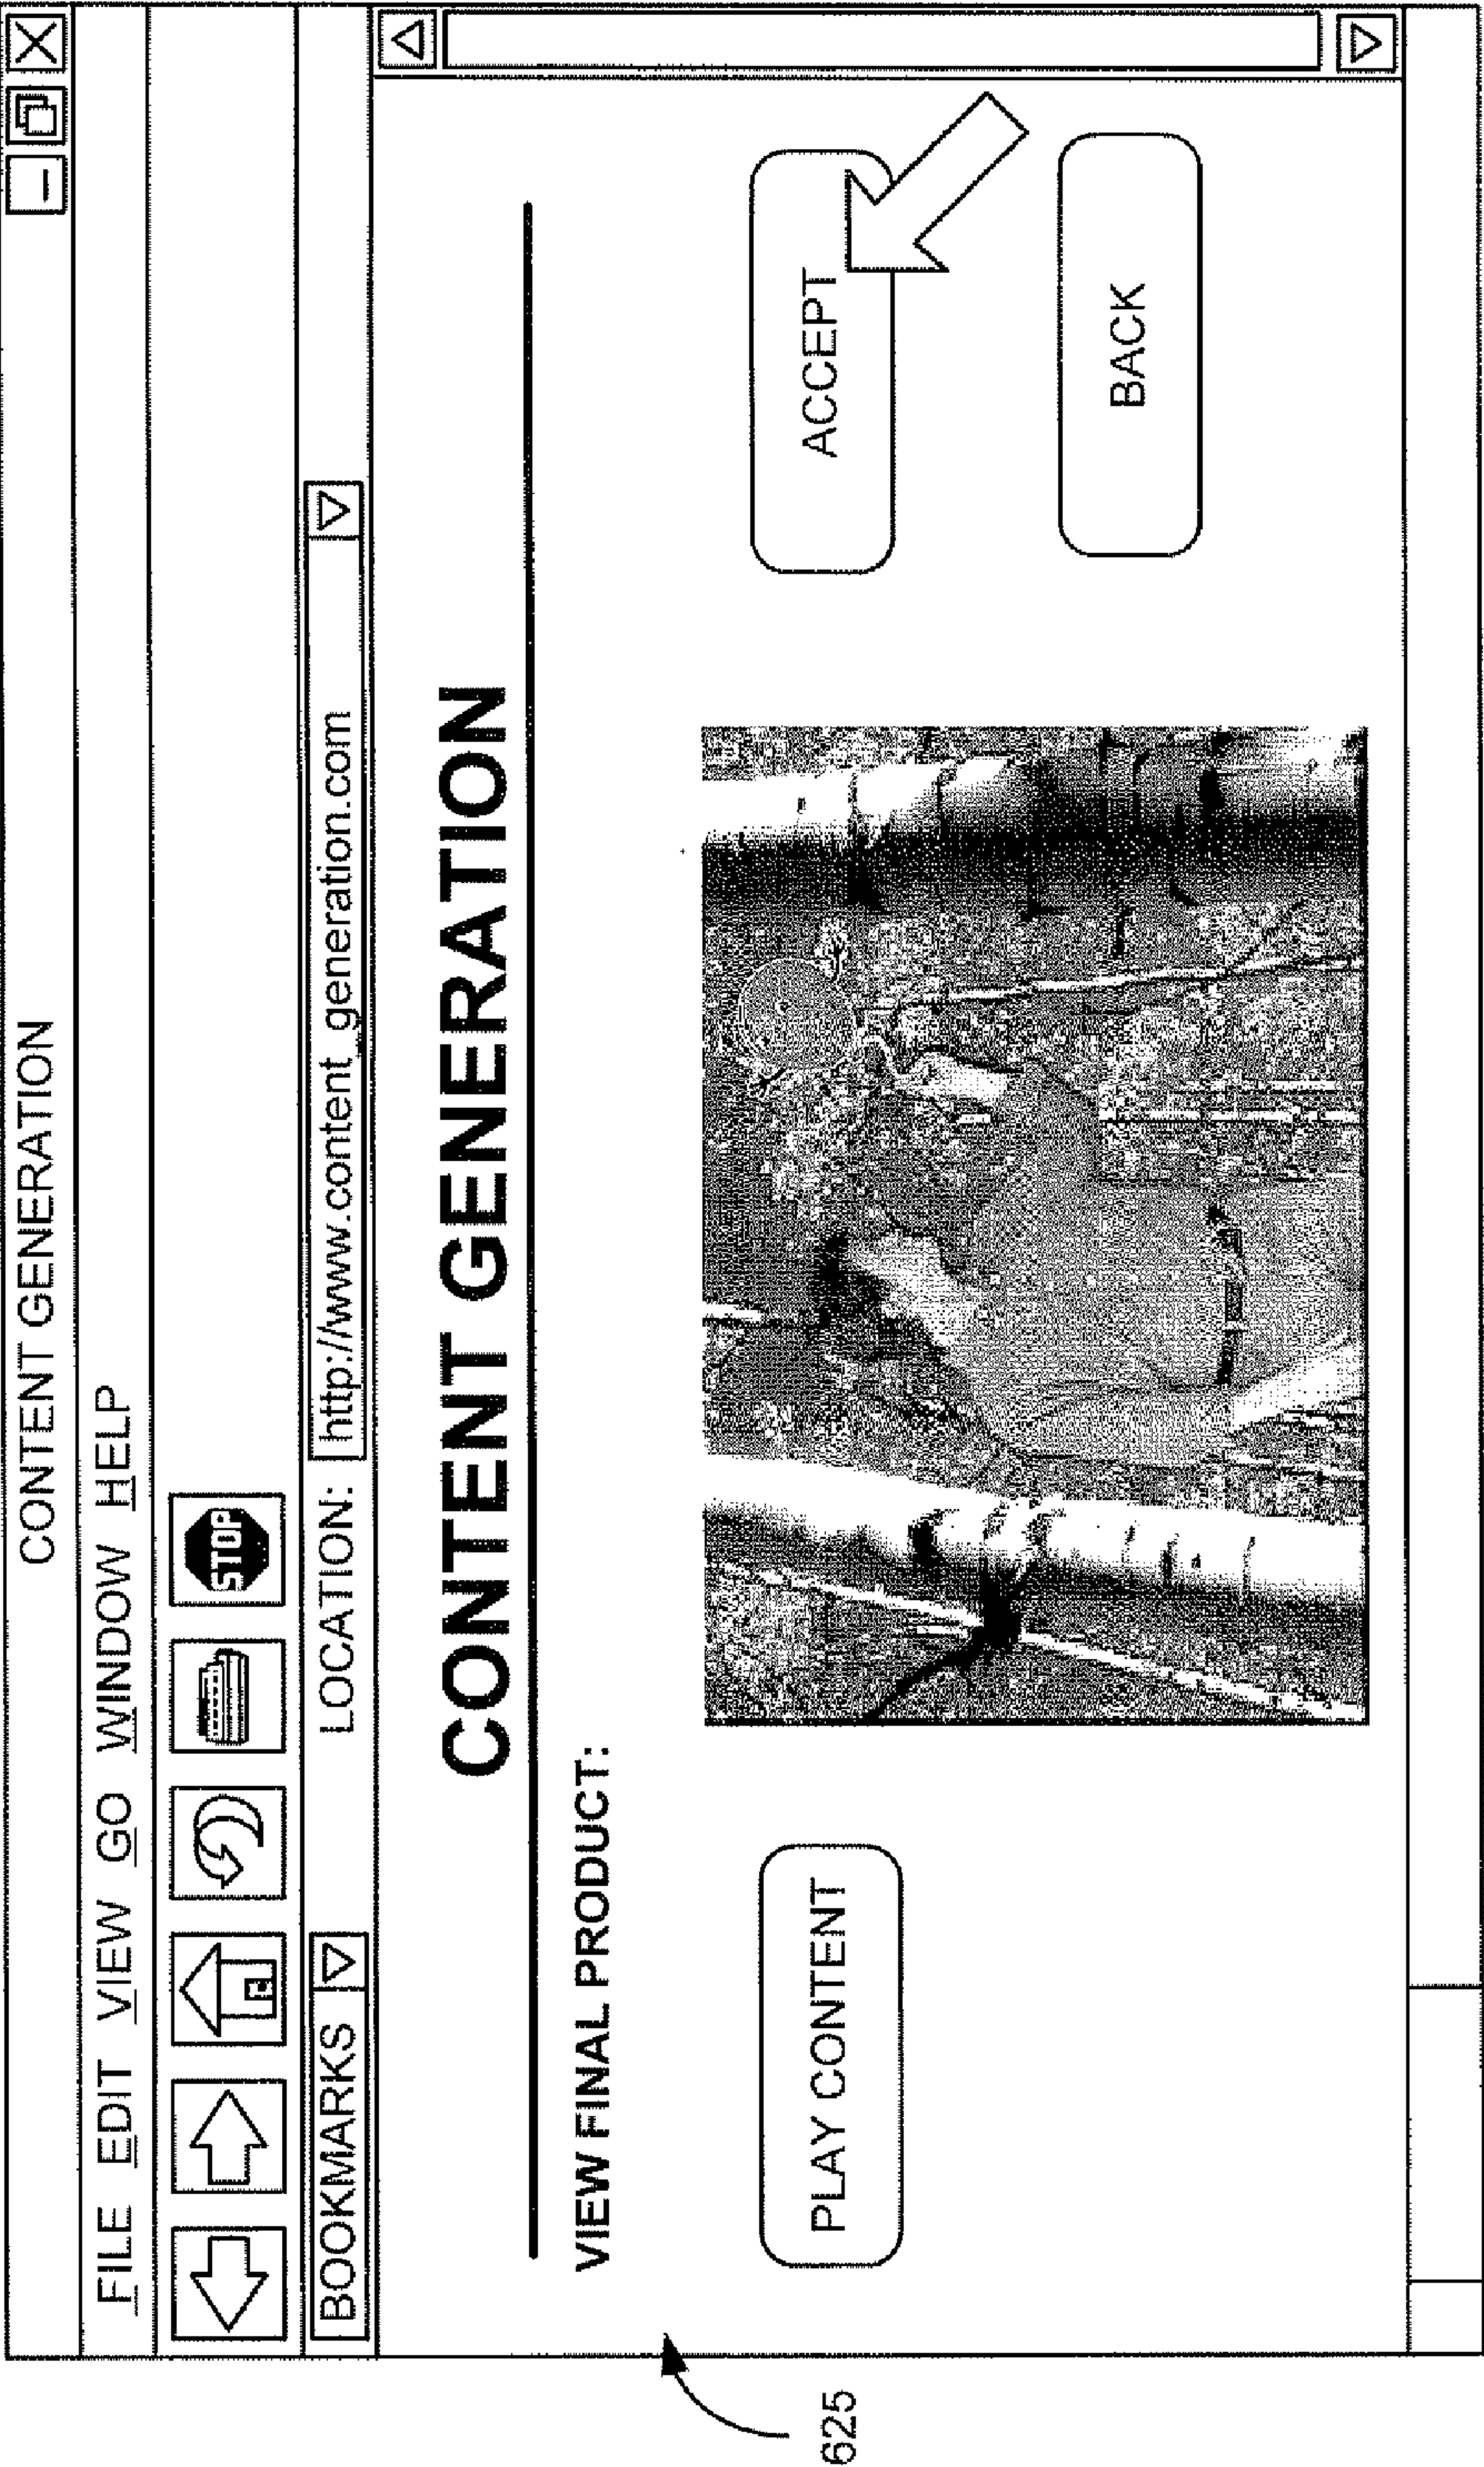 CONTENT GENERATION
FILE EDIT VIEW GO WINDOW HELP
STOP
BOOKMARKS LOCATION: http://www.content_generation.com
CONTENT GENERATION
VIEW FINAL PRODUCT:
PLAY CONTENT
ACCEPT
BACK
625